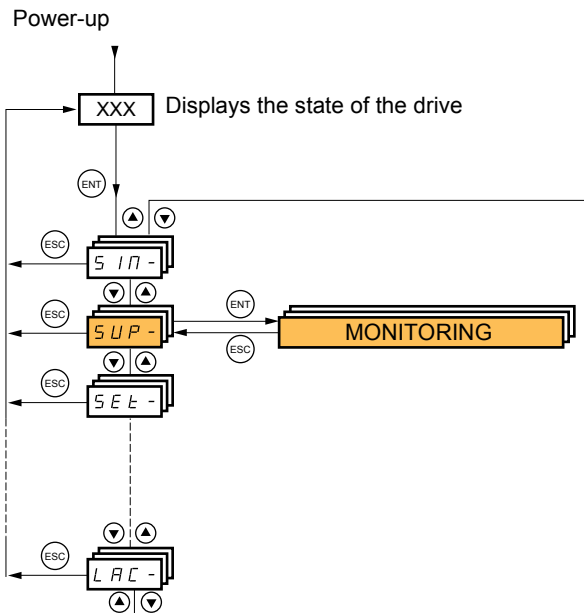 Power-up
XXX Displays the state of the drive
ENT
ESC
SIM-
ENT
ESC
SUP-
MONITORING
ESC
ESC
SEt-
ESC
LAC-